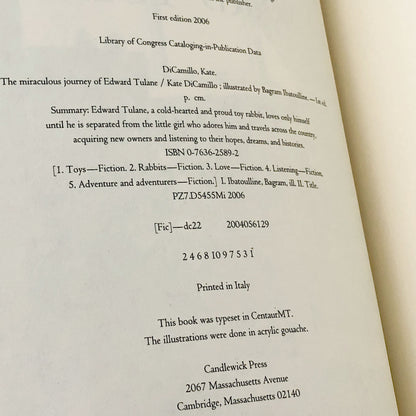 the publisher.
First edition 2006
Library of Congress Cataloging-in-Publication Data
DiCamillo, Kate.
The miraculous journey of Edward Tulane / Kate DiCamillo ; illustrated by Bagram Ibatoulline. — 1st ed.
p. cm.
Summary: Edward Tulane, a cold-hearted and proud toy rabbit, loves only himself
until he is separated from the little girl who adores him and travels across the country,
acquiring new owners and listening to their hopes, dreams, and histories.
ISBN 0-7636-2589-2
[1. Toys—Fiction. 2. Rabbits—Fiction. 3. Love—Fiction. 4. Listening—Fiction.
5. Adventure and adventurers—Fiction.] I. Ibatoulline, Bagram, ill. II. Title.
PZ7.D5455Mi 2006
[Fic]—dc22 2004056129
2 4 6 8 10 9 7 5 3 1
Printed in Italy
This book was typeset in CentaurMT.
The illustrations were done in acrylic gouache.
Candlewick Press
2067 Massachusetts Avenue
Cambridge, Massachusetts 02140